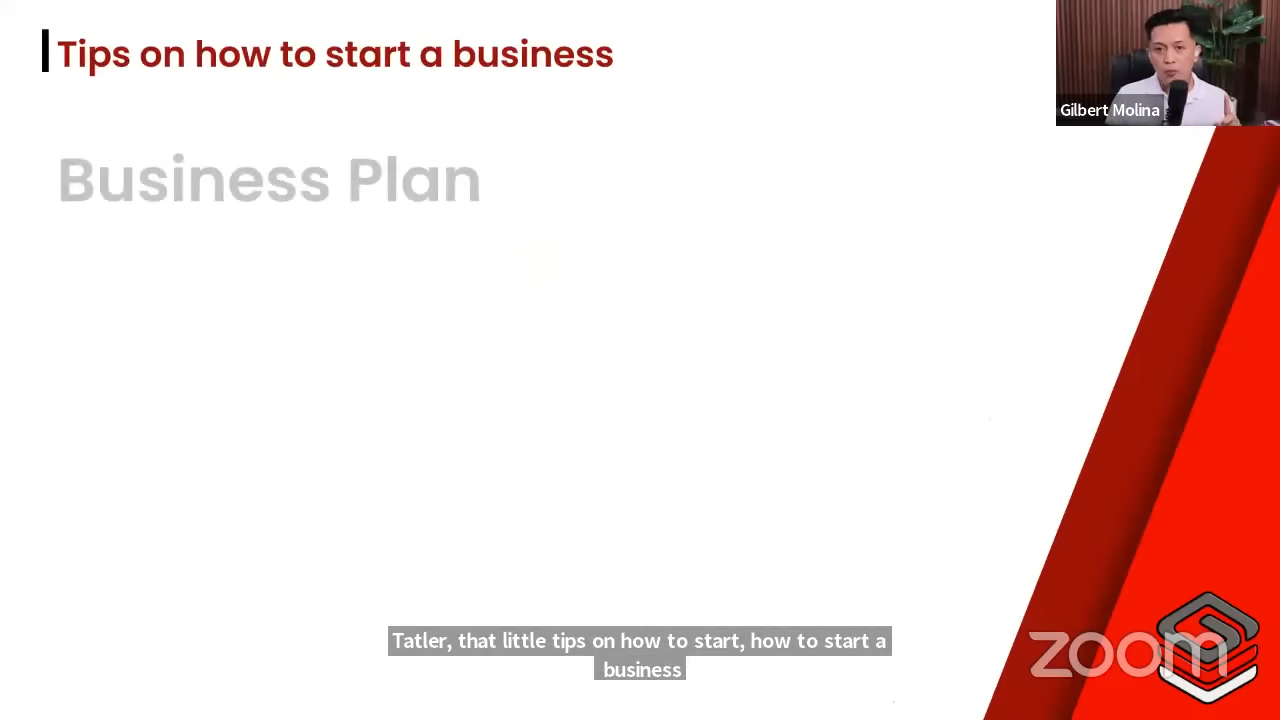 Tips on how to start a business
Gilbert Molina
Business Plan
Tatler, that little tips on how to start, how to start a
business
zoom